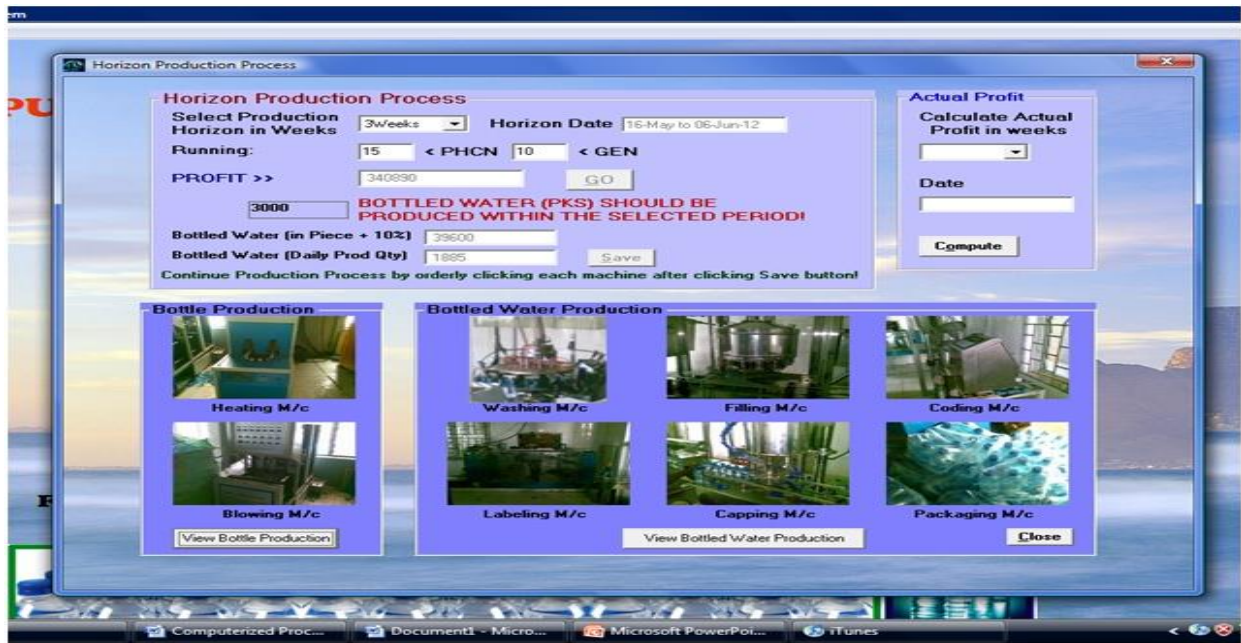 em
Horizon Production Process
PU
Horizon Production Process
Select Production Horizon in Weeks
3Weeks
Horizon Date
16-May to 06-Jun-12
Running:
15
< PHCN
10
< GEN
PROFIT >>
340890
GO
3000
BOTTLED WATER (PKS) SHOULD BE
PRODUCED WITHIN THE SELECTED PERIOD!
Bottled Water (in Piece + 10%)
39600
Bottled Water (Daily Prod Qty)
1885
Save
Continue Production Process by orderly clicking each machine after clicking Save button!
Actual Profit
Calculate Actual
Profit in weeks
Date
Compute
Bottle Production
Heating M/c
Blowing M/c
View Bottle Production
Bottled Water Production
Washing M/c
Filling M/c
Coding M/c
Labeling M/c
Capping M/c
Packaging M/c
View Bottled Water Production
Close
Computerized Proc...
Document1 - Micro...
Microsoft PowerPoi...
iTunes